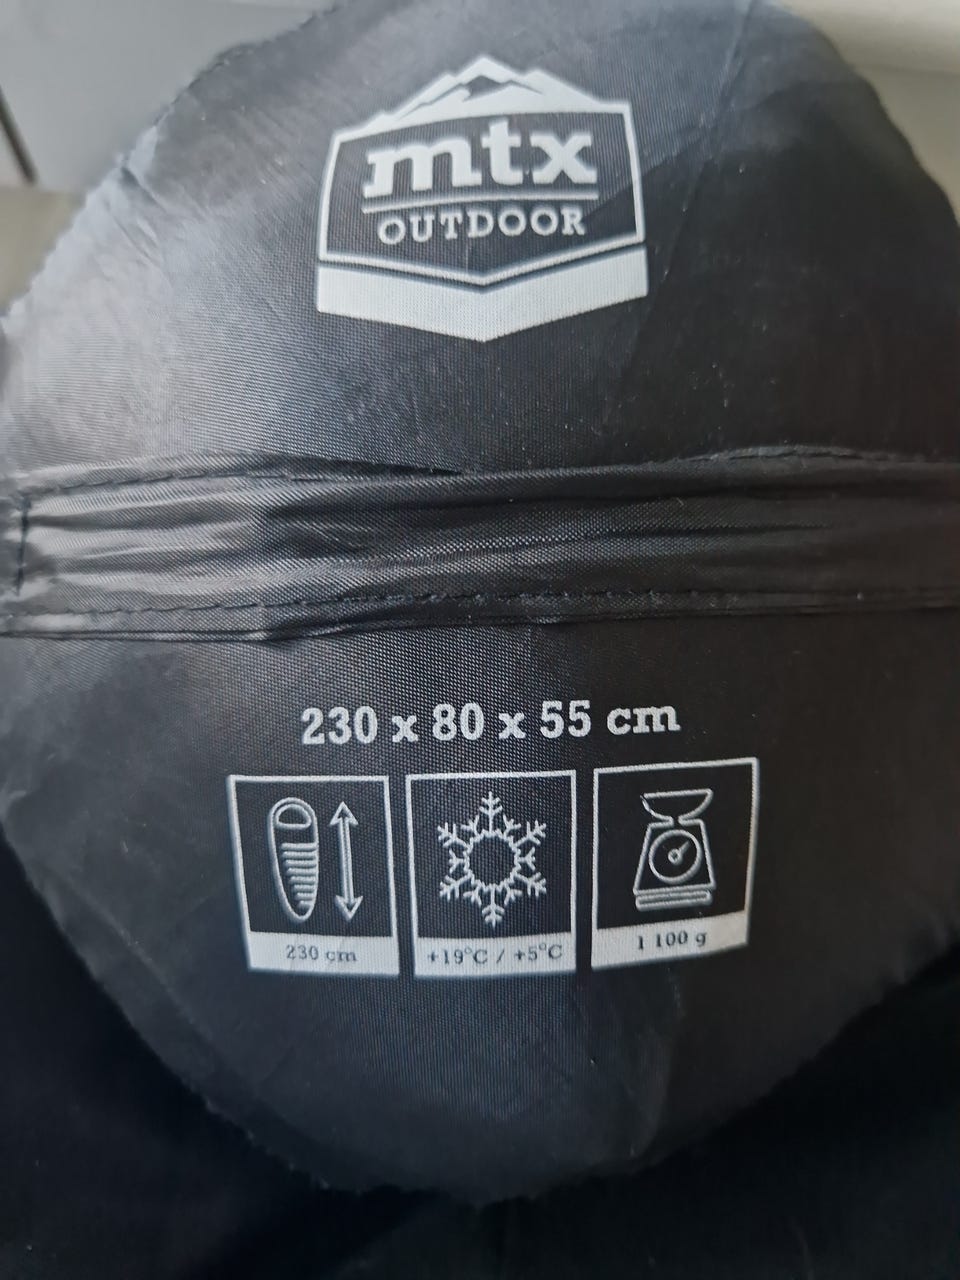 mtx
OUTDOOR
230 x 80 x 55 cm
230 cm
+19°C / +5°C
1 100 g